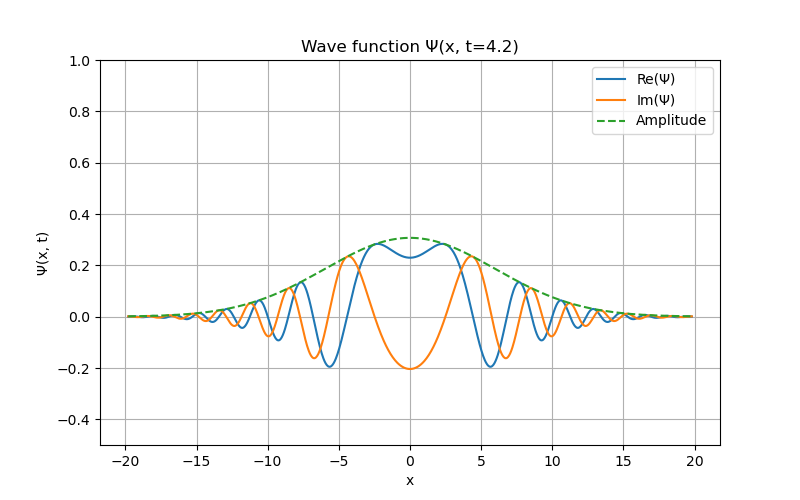 Wave function Ψ(x, t=4.2)
Re(Ψ)
Im(Ψ)
Amplitude
Ψ(x, t)
1.0
0.8
0.6
0.4
0.2
0.0
−0.2
−0.4
−20 −15 −10 −5 0 5 10 15 20
x